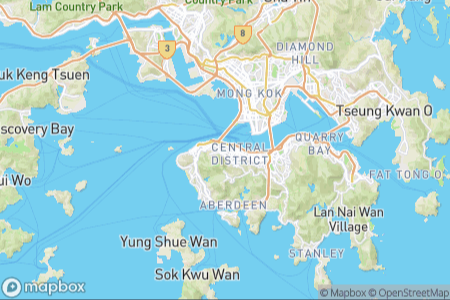 Lam Country Park
Country Park
8
3
DIAMOND
HILL
uk Keng Tsuen
MONG KOK
Tseung Kwan O
iscovery Bay
QUARRY
BAY
CENTRAL
DISTRICT
ui Wo
FAT TONG O
ABERDEEN
Lan Nai Wan
Village
Yung Shue Wan
STANLEY
Sok Kwu Wan
mapbox
© Mapbox © OpenStreetMap